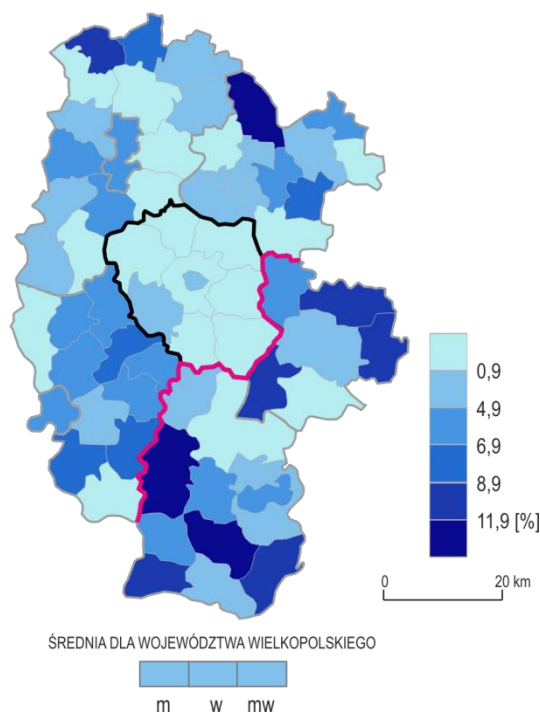 0,9
4,9
6,9
8,9
11,9 [%]
0 20 km
ŚREDNIA DLA WOJEWÓDZTWA WIELKOPOLSKIEGO
m w mw